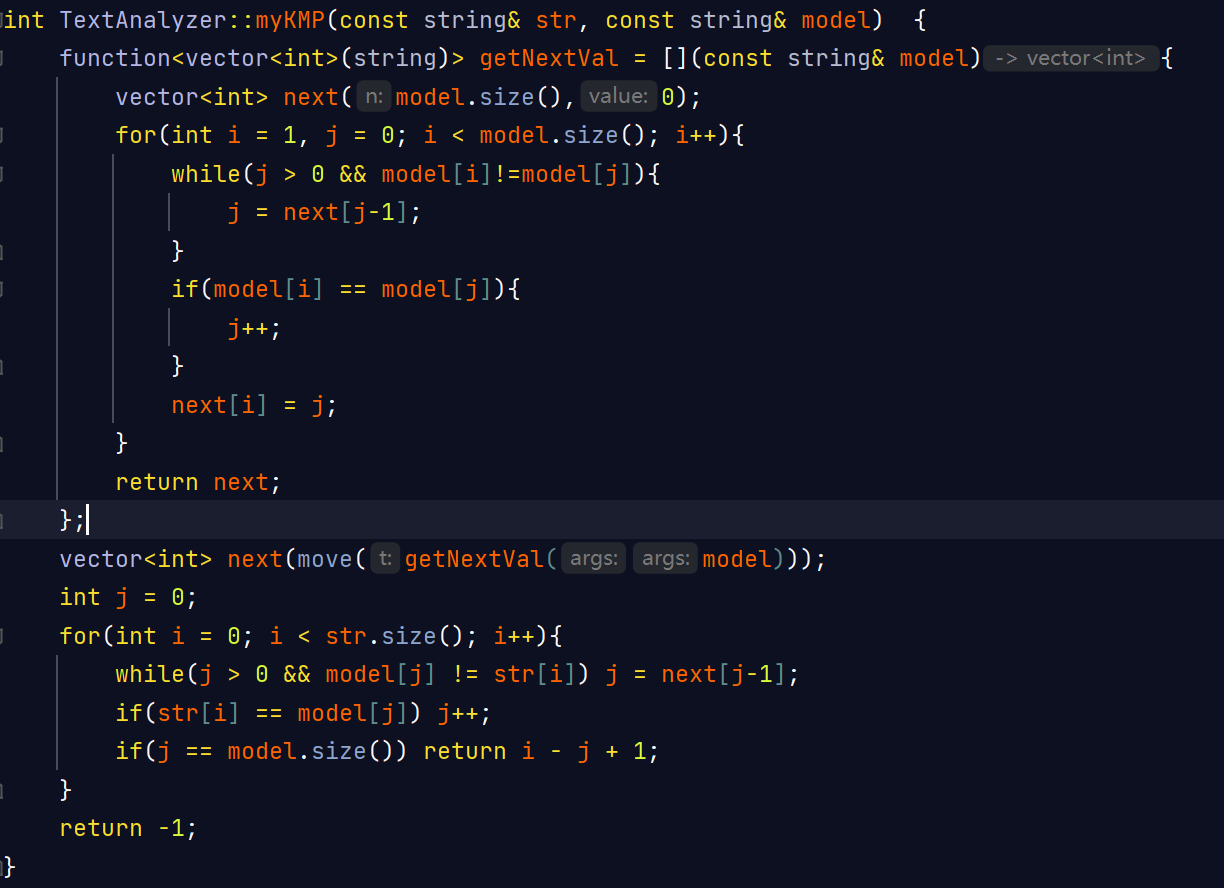 int TextAnalyzer::myKMP(const string& str, const string& model)  {
    function<vector<int>(string)> getNextVal = [](const string& model) -> vector<int> {
        vector<int> next( n: model.size(), value: 0);
        for(int i = 1, j = 0; i < model.size(); i++){
            while(j > 0 && model[i]!=model[j]){
                j = next[j-1];
            }
            if(model[i] == model[j]){
                j++;
            }
            next[i] = j;
        }
        return next;
    };
    vector<int> next(move( t: getNextVal( args: args: model)));
    int j = 0;
    for(int i = 0; i < str.size(); i++){
        while(j > 0 && model[j] != str[i]) j = next[j-1];
        if(str[i] == model[j]) j++;
        if(j == model.size()) return i - j + 1;
    }
    return -1;
}